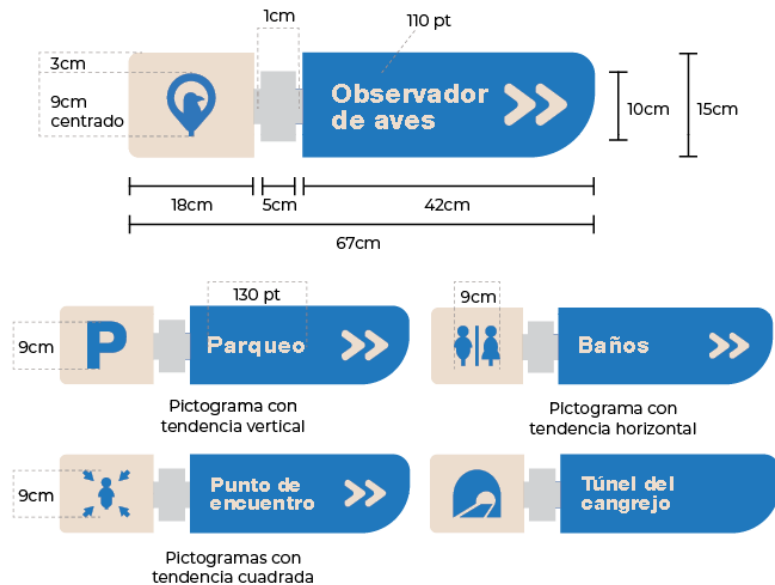 1cm
110 pt
3cm
9cm
centrado
Observador
de aves
10cm
15cm
18cm
5cm
42cm
67cm
130 pt
9cm
9cm
P
Parqueo
Baños
Pictograma con
tendencia vertical
Pictograma con
tendencia horizontal
9cm
Punto de
encuentro
Túnel del
cangrejo
Pictogramas con
tendencia cuadrada